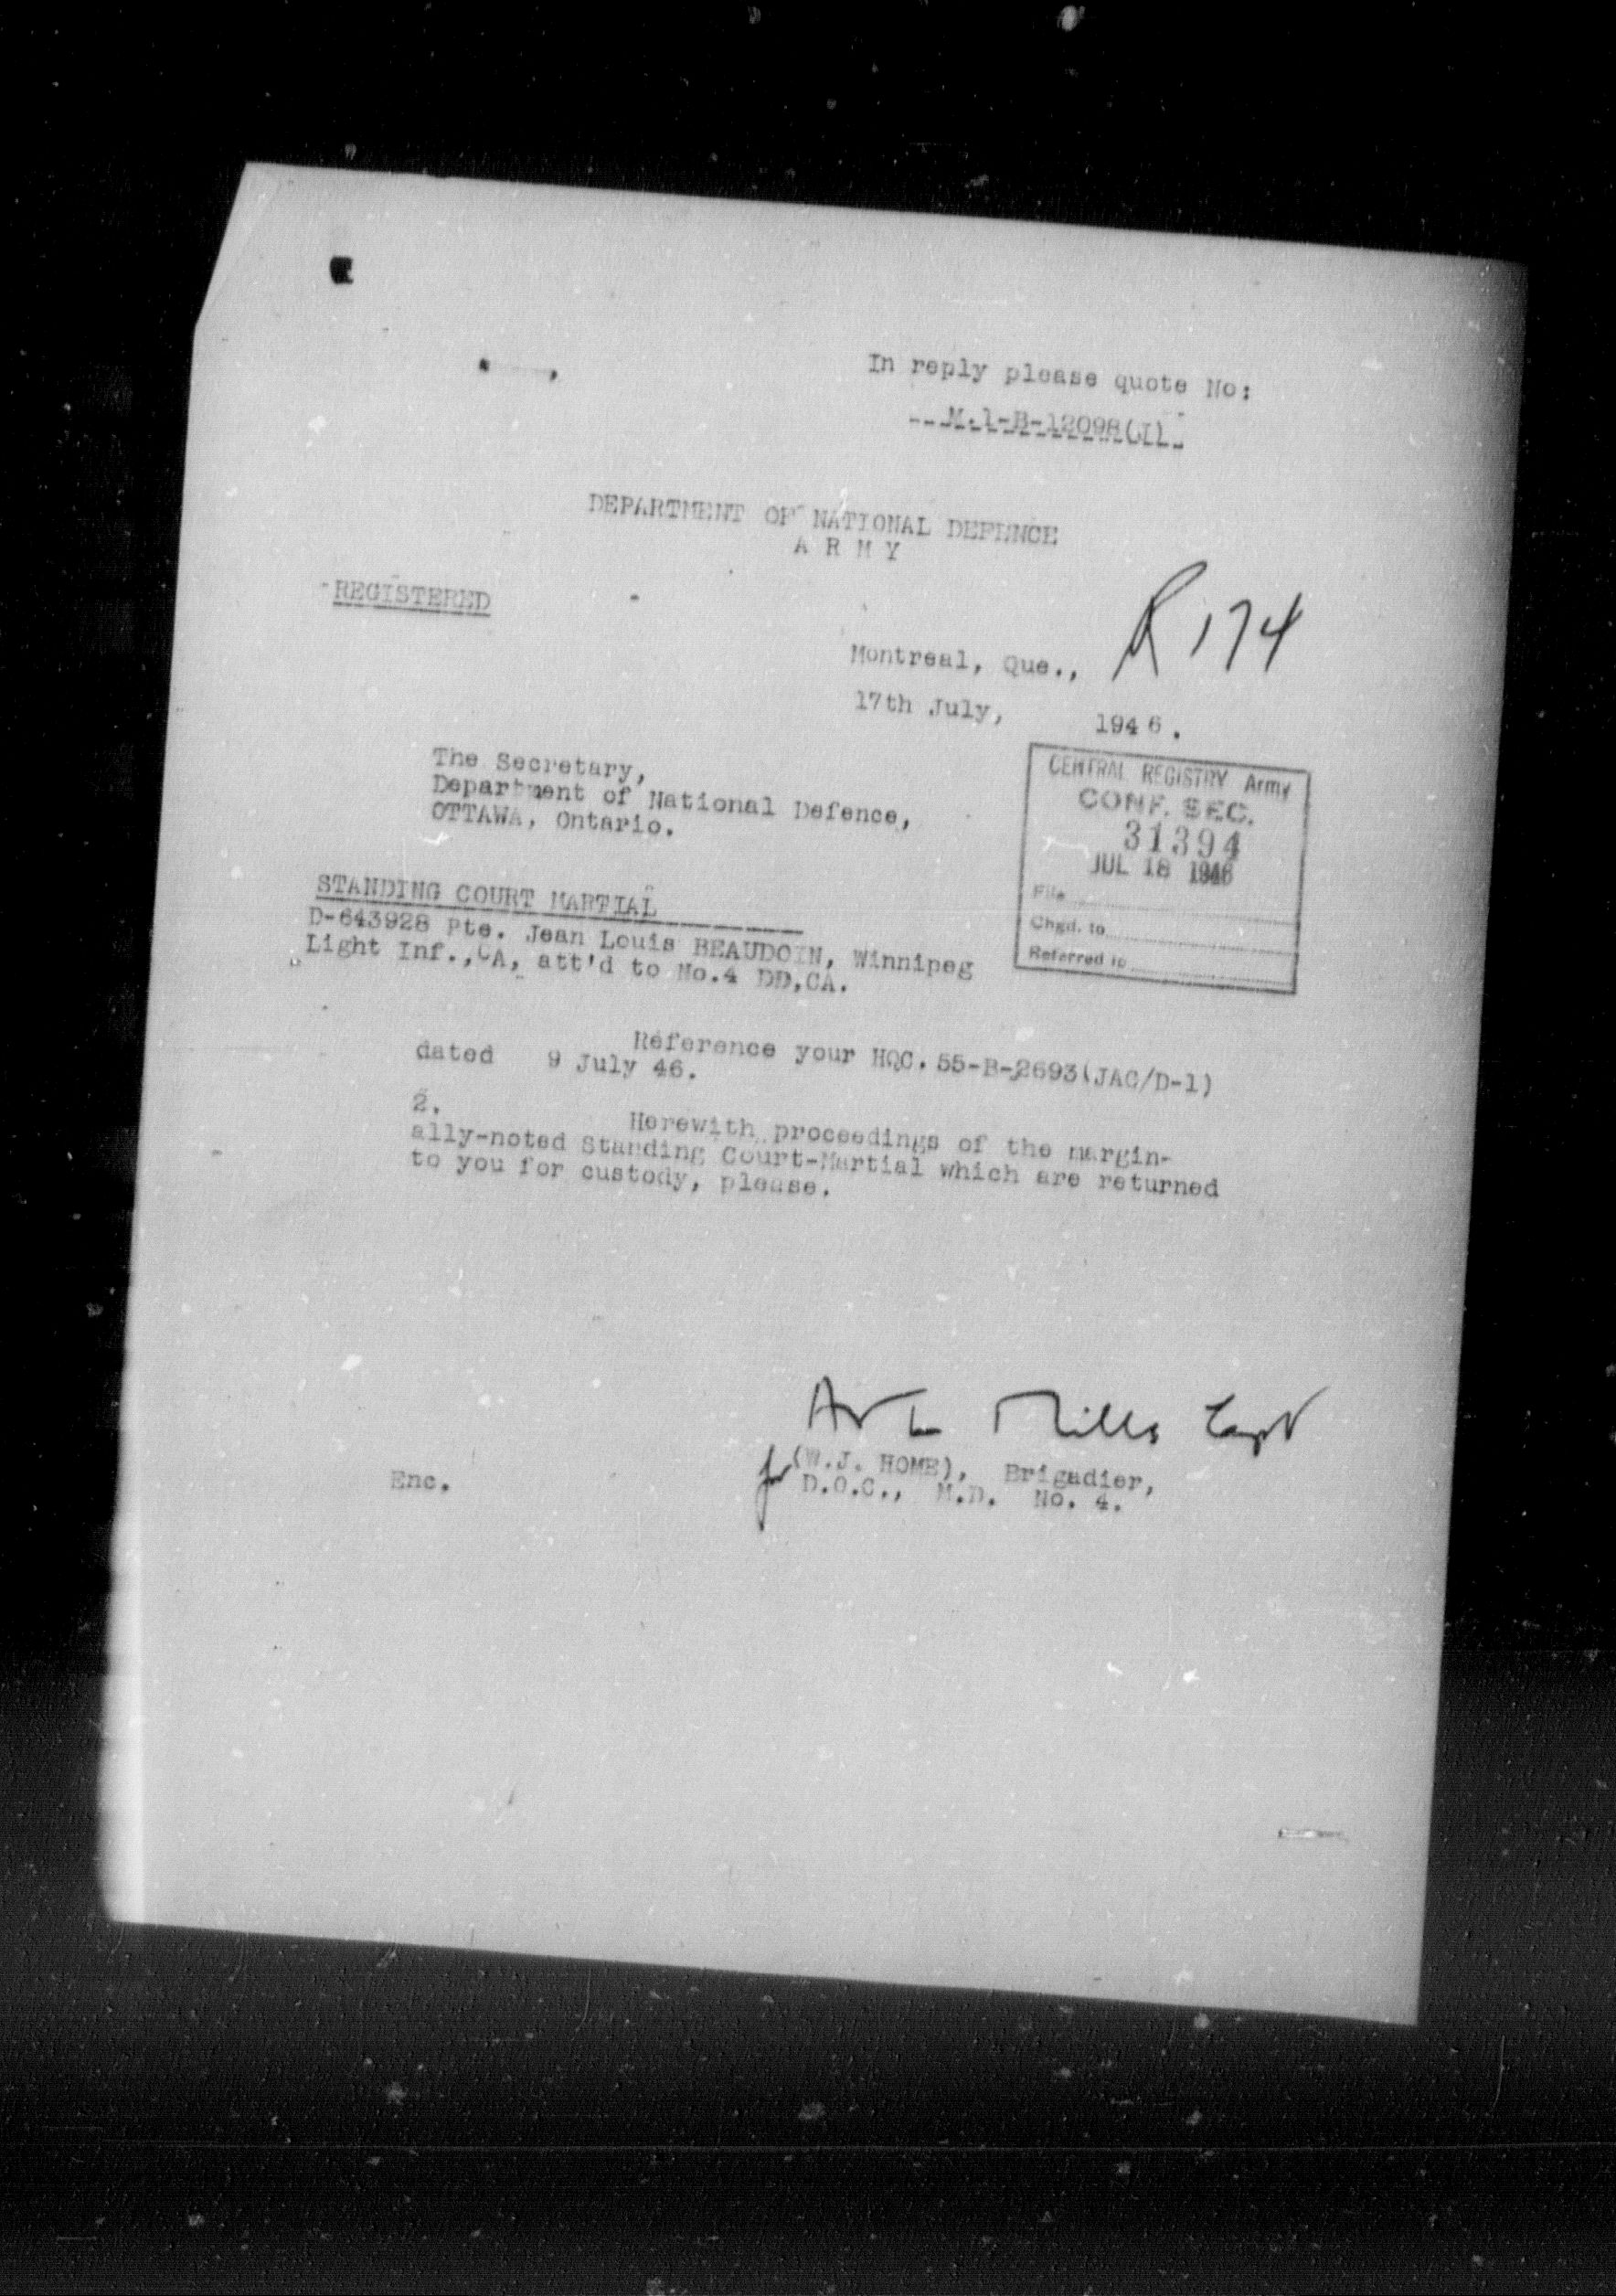 In reply please quote No:
M.1-B-12098(J)
DEPARTMENT OF NATIONAL DEFENCE
A R M Y
REGISTERED
R 174
Montreal, Que.,
17th July, 1946.
The Secretary,
Department of National Defence,
OTTAWA, Ontario.
CENTRAL REGISTRY Army
CONF. SEC.
31394
JUL 18 1946
File
Chgd. to
Referred to
STANDING COURT MARTIAL
D-643928 Pte. Jean Louis BEAUDOIN, Winnipeg
Light Inf.,CA, att'd to No.4 DD,CA.
Reference your HQC. 55-B-2693(JAG/D-1)
dated 9 July 46.
2. Herewith proceedings of the margin-
ally-noted Standing Court-Martial which are returned
to you for custody, please.
Mills Capt
for (W.J. HOME), Brigadier,
D.O.C., M.D. No. 4.
Enc.